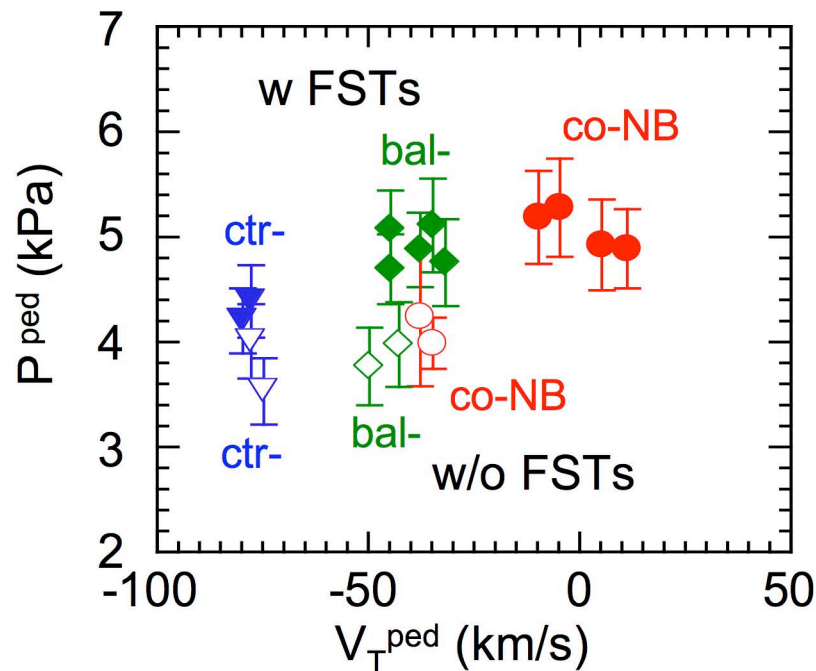 7
w FSTs
6
co-NB
bal-
P ped (kPa)
5
ctr-
4
co-NB
bal-
3
ctr-
w/o FSTs
2
-100 -50 0 50
V_T^ped (km/s)